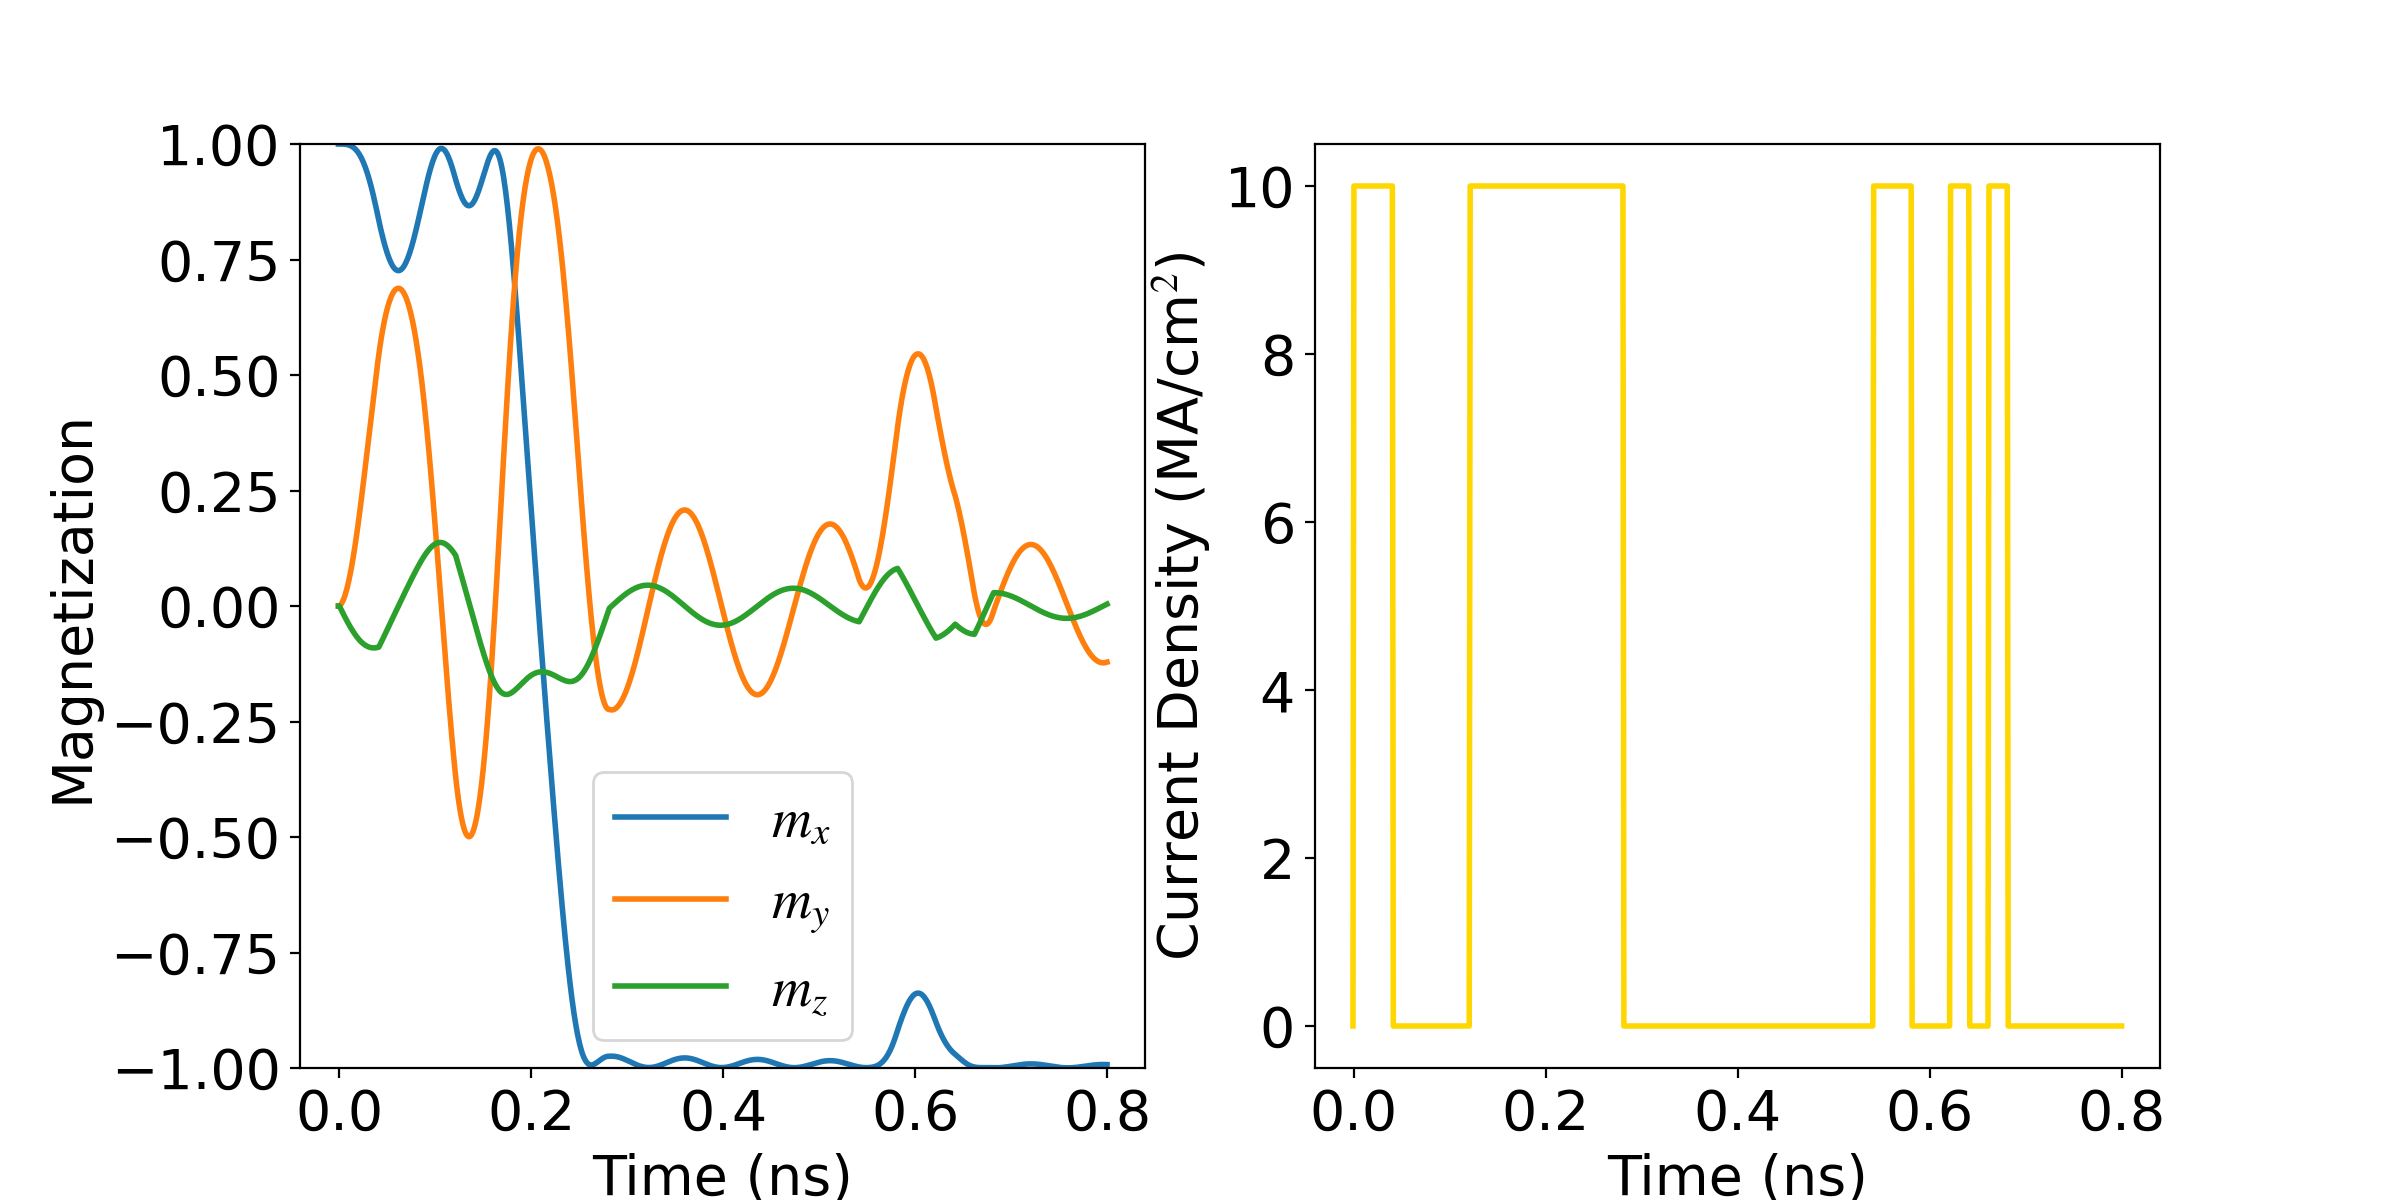 1.00
0.75
0.50
0.25
0.00
−0.25
−0.50
−0.75
−1.00
Magnetization
0.0 0.2 0.4 0.6 0.8
Time (ns)
m_x
m_y
m_z
10
8
6
4
2
0
Current Density (MA/cm²)
0.0 0.2 0.4 0.6 0.8
Time (ns)